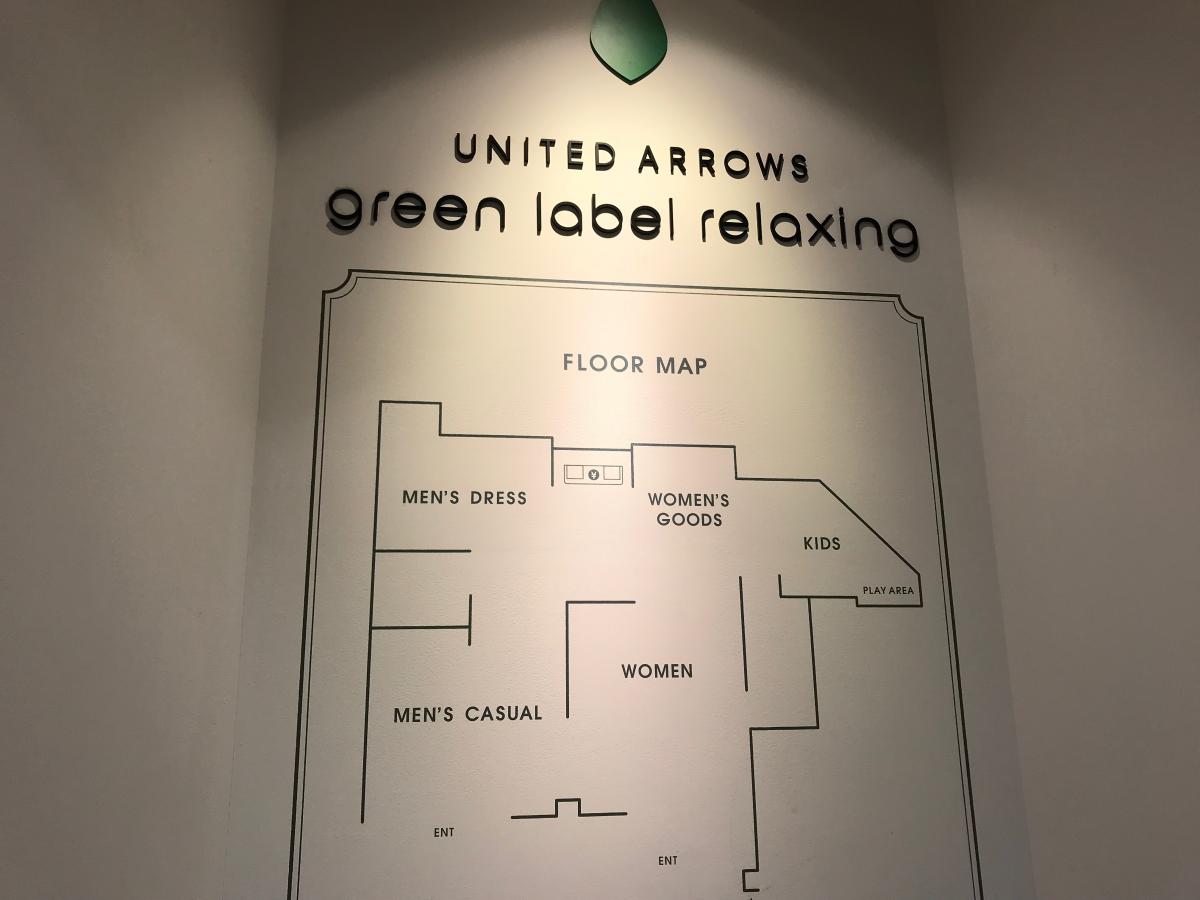 UNITED ARROWS
green label relaxing
FLOOR MAP
¥
MEN'S DRESS
WOMEN'S
GOODS
KIDS
PLAY AREA
WOMEN
MEN'S CASUAL
ENT
ENT